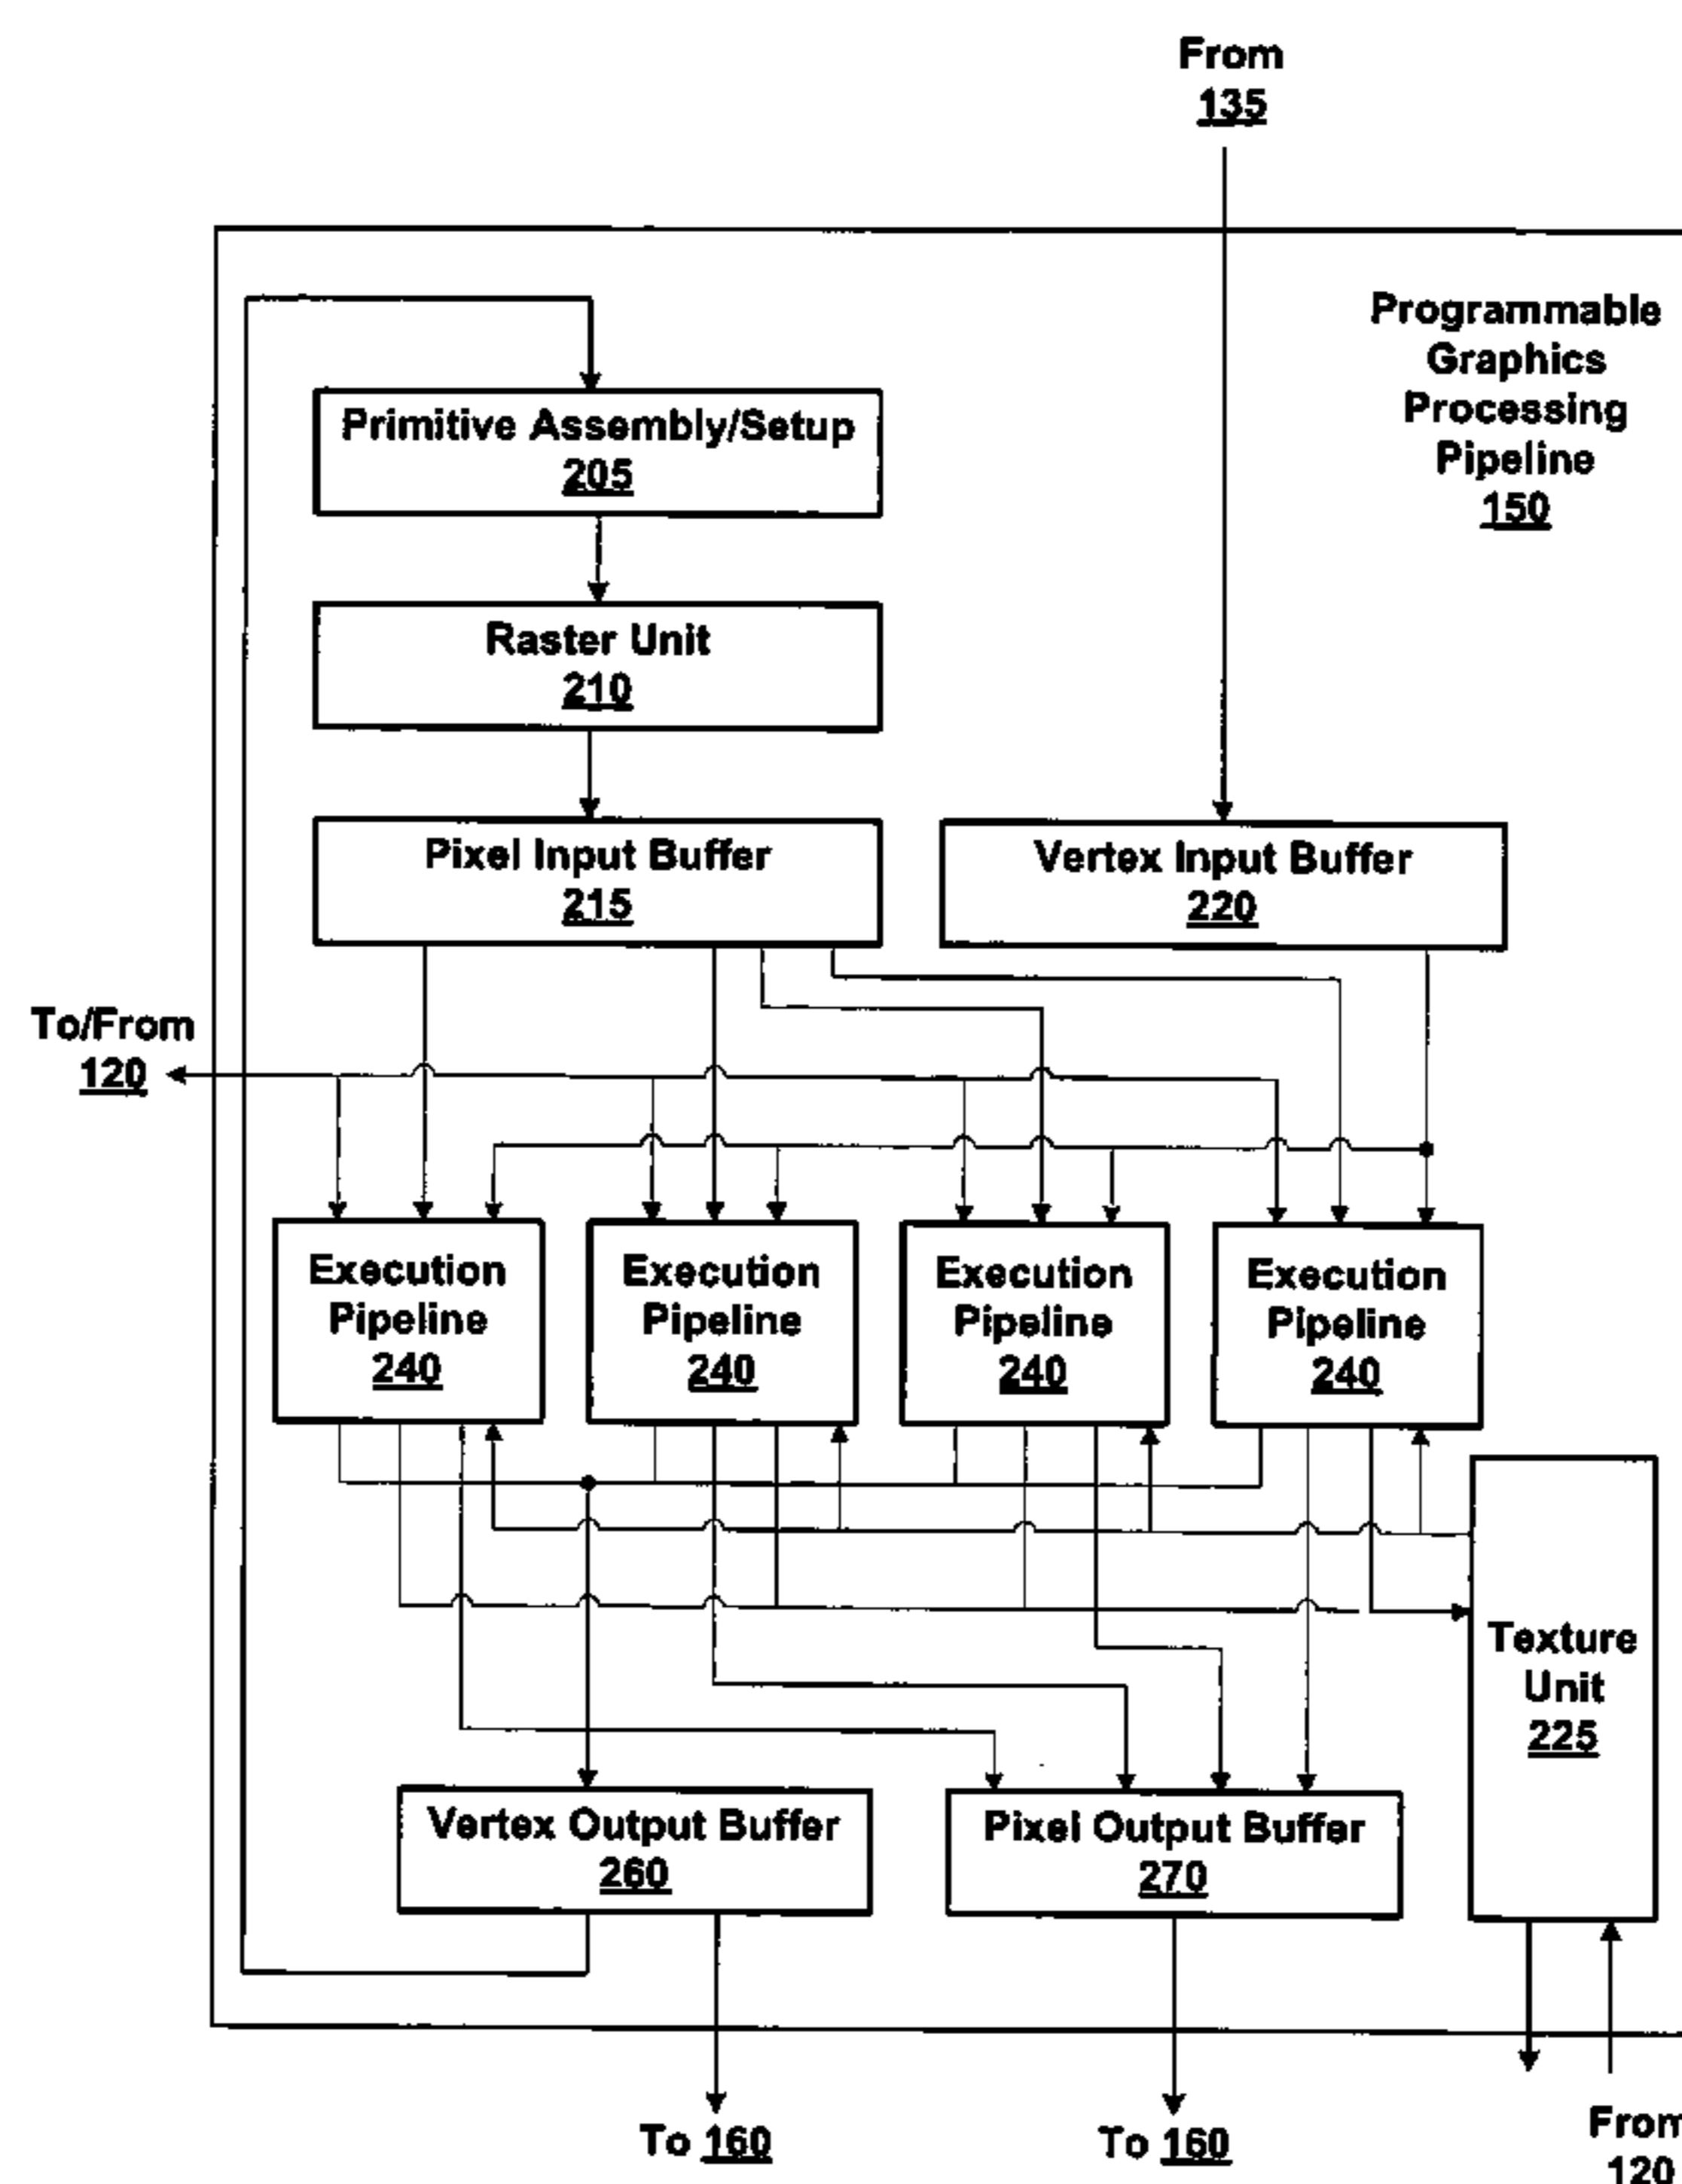 From
135
Programmable
Graphics
Processing
Pipeline
150
Primitive Assembly/Setup
205
Raster Unit
210
Pixel Input Buffer
215
Vertex Input Buffer
220
To/From
120
Execution
Pipeline
240
Execution
Pipeline
240
Execution
Pipeline
240
Execution
Pipeline
240
Texture
Unit
225
Vertex Output Buffer
260
Pixel Output Buffer
270
To 160
To 160
From
120